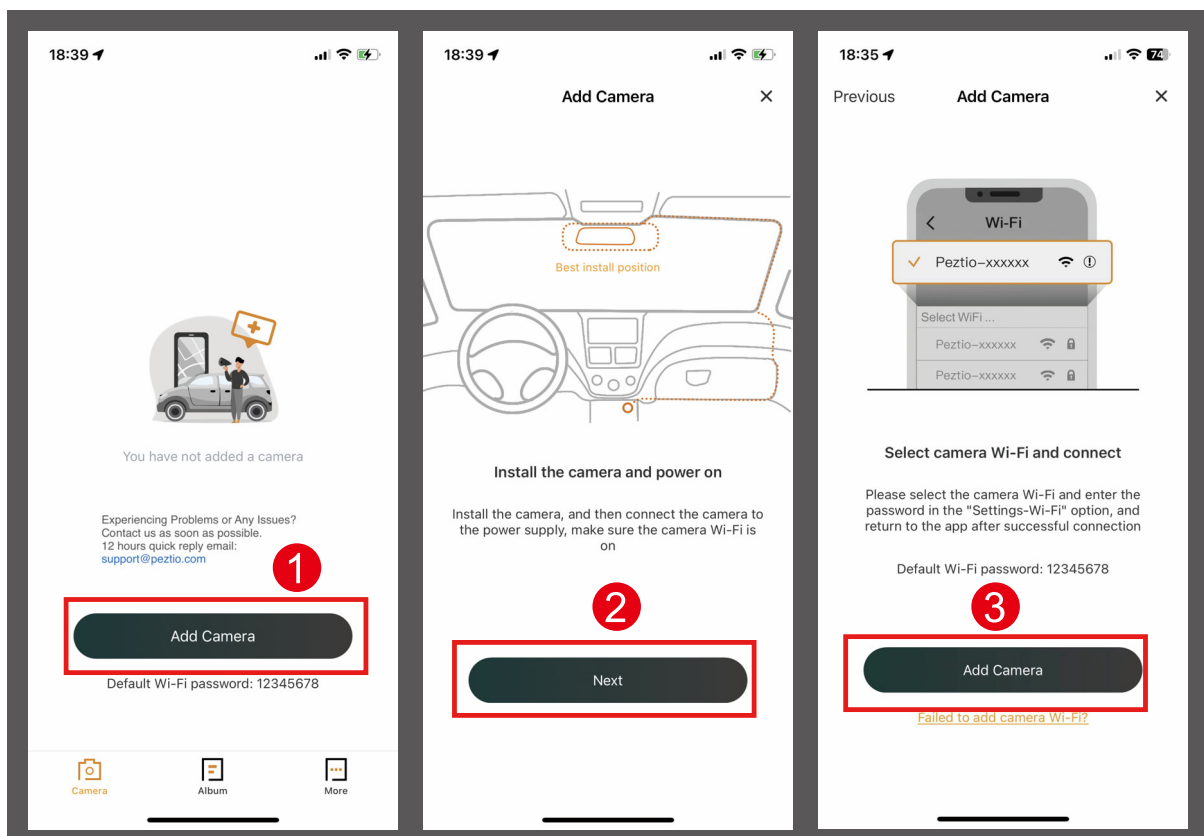 18:39
You have not added a camera
Experiencing Problems or Any Issues?
Contact us as soon as possible.
12 hours quick reply email:
support@peztio.com
1
Add Camera
Default Wi-Fi password: 12345678
Camera
Album
More
18:39
Add Camera
Best install position
Install the camera and power on
Install the camera, and then connect the camera to
the power supply, make sure the camera Wi-Fi is
on
2
Next
18:35
74
Previous
Add Camera
Wi-Fi
Peztio-xxxxxx
Select WiFi ...
Peztio-xxxxxx
Peztio-xxxxxx
Select camera Wi-Fi and connect
Please select the camera Wi-Fi and enter the
password in the "Settings-Wi-Fi" option, and
return to the app after successful connection
Default Wi-Fi password: 12345678
3
Add Camera
Failed to add camera Wi-Fi?